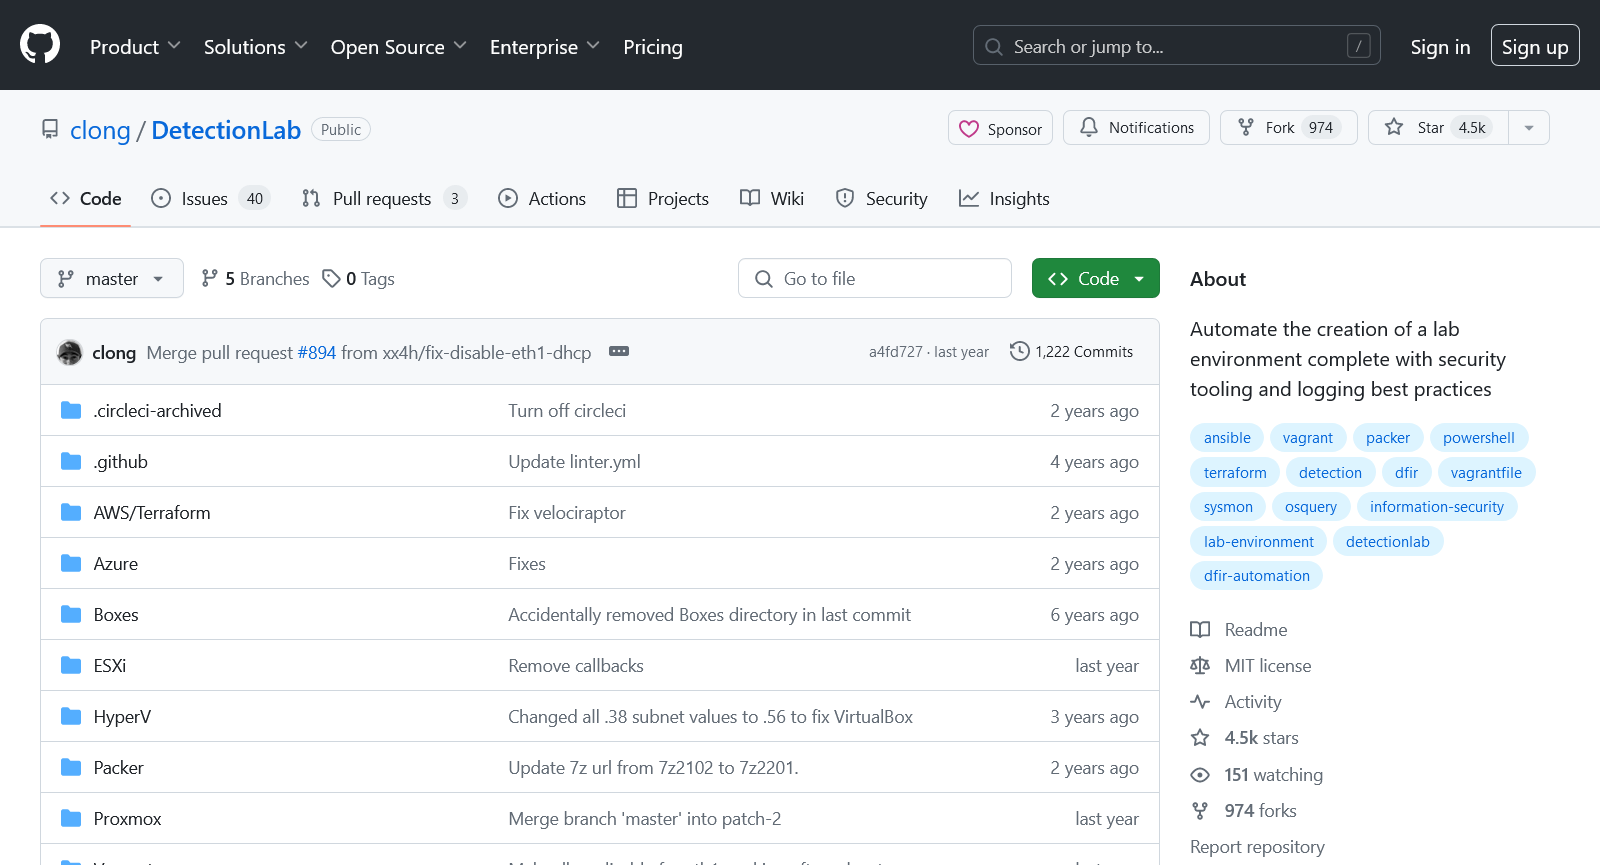 Product Solutions Open Source Enterprise Pricing Search or jump to... / Sign in Sign up
clong / DetectionLab Public Sponsor Notifications Fork 974 Star 4.5k
Code Issues 40 Pull requests 3 Actions Projects Wiki Security Insights
master 5 Branches 0 Tags Go to file Code
clong Merge pull request #894 from xx4h/fix-disable-eth1-dhcp a4fd727 · last year 1,222 Commits
.circleci-archived Turn off circleci 2 years ago
.github Update linter.yml 4 years ago
AWS/Terraform Fix velociraptor 2 years ago
Azure Fixes 2 years ago
Boxes Accidentally removed Boxes directory in last commit 6 years ago
ESXi Remove callbacks last year
HyperV Changed all .38 subnet values to .56 to fix VirtualBox 3 years ago
Packer Update 7z url from 7z2102 to 7z2201. 2 years ago
Proxmox Merge branch 'master' into patch-2 last year
About
Automate the creation of a lab
environment complete with security
tooling and logging best practices
ansible vagrant packer powershell
terraform detection dfir vagrantfile
sysmon osquery information-security
lab-environment detectionlab
dfir-automation
Readme
MIT license
Activity
4.5k stars
151 watching
974 forks
Report repository